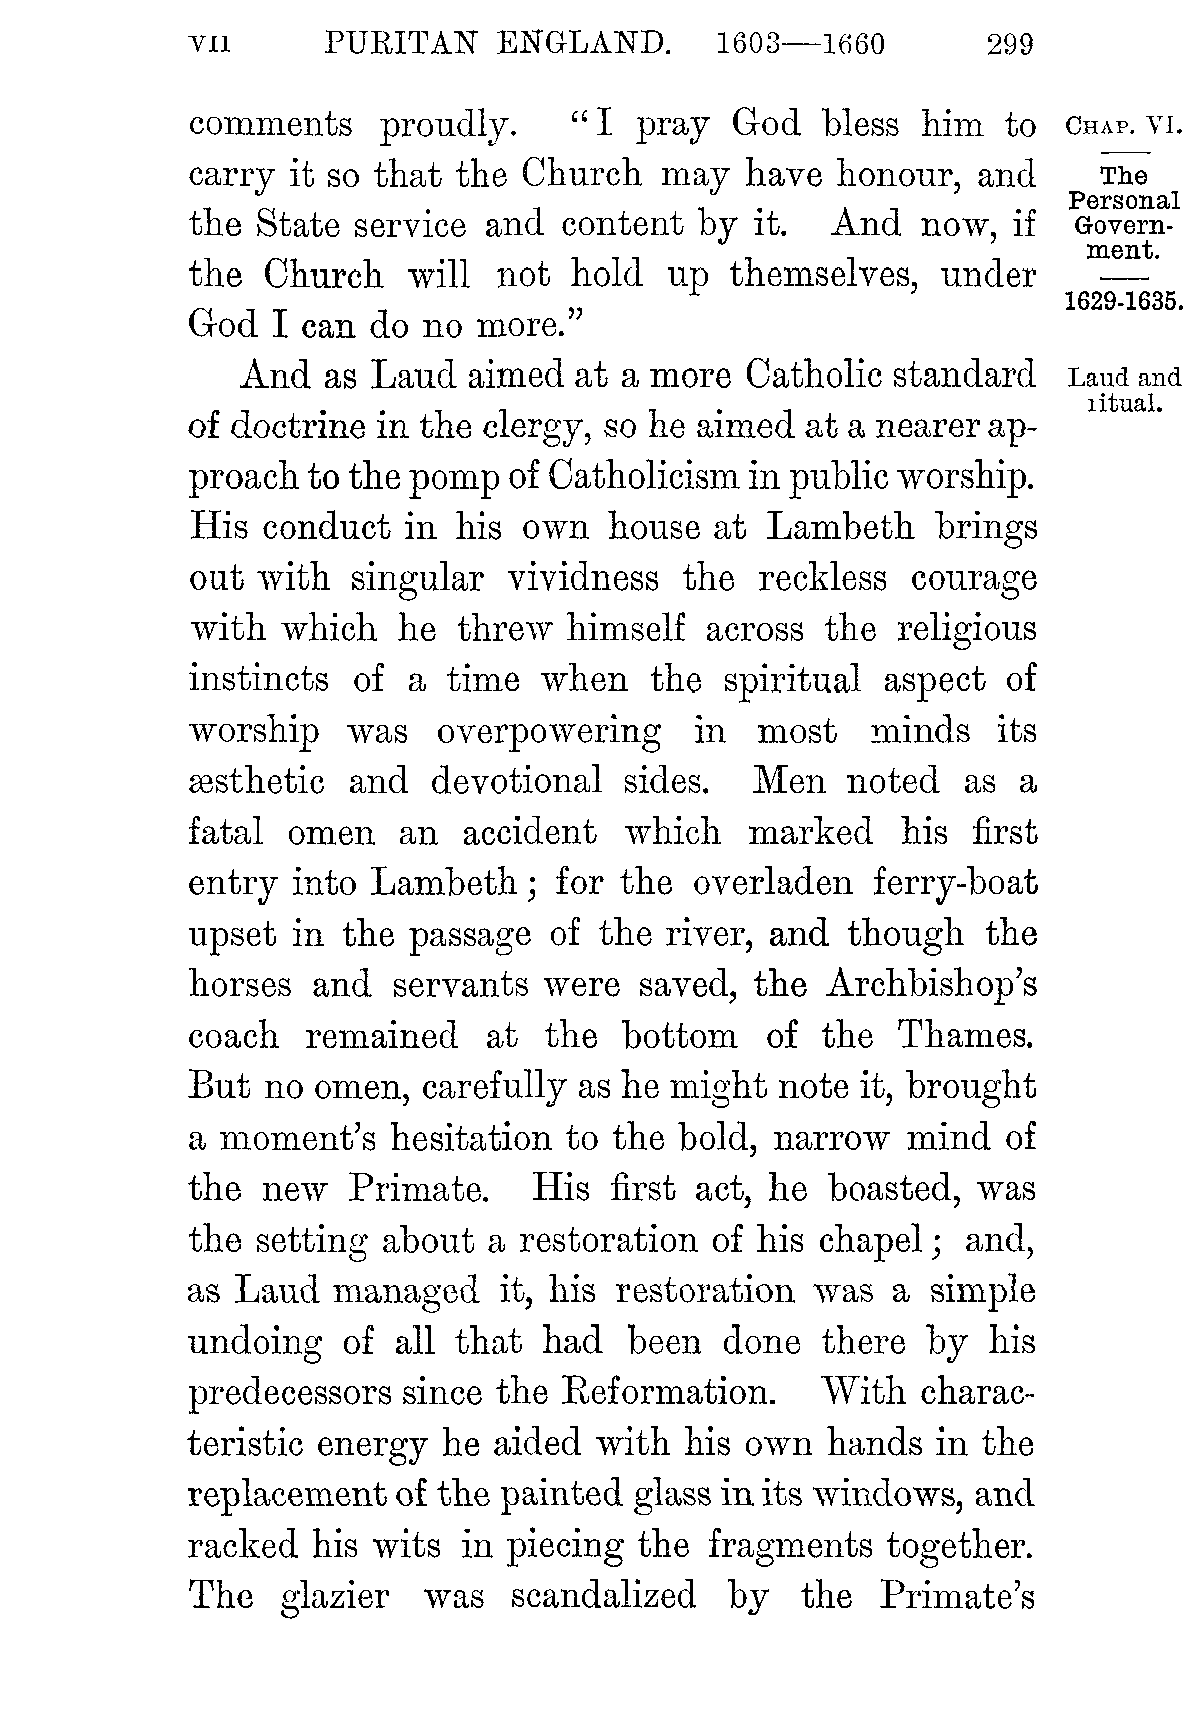 VII PURITAN ENGLAND. 1603—1660 299
comments proudly. “I pray God bless him to
carry it so that the Church may have honour, and
the State service and content by it. And now, if
the Church will not hold up themselves, under
God I can do no more.”
And as Laud aimed at a more Catholic standard
of doctrine in the clergy, so he aimed at a nearer ap-
proach to the pomp of Catholicism in public worship.
His conduct in his own house at Lambeth brings
out with singular vividness the reckless courage
with which he threw himself across the religious
instincts of a time when the spiritual aspect of
worship was overpowering in most minds its
æsthetic and devotional sides. Men noted as a
fatal omen an accident which marked his first
entry into Lambeth; for the overladen ferry-boat
upset in the passage of the river, and though the
horses and servants were saved, the Archbishop’s
coach remained at the bottom of the Thames.
But no omen, carefully as he might note it, brought
a moment’s hesitation to the bold, narrow mind of
the new Primate. His first act, he boasted, was
the setting about a restoration of his chapel; and,
as Laud managed it, his restoration was a simple
undoing of all that had been done there by his
predecessors since the Reformation. With charac-
teristic energy he aided with his own hands in the
replacement of the painted glass in its windows, and
racked his wits in piecing the fragments together.
The glazier was scandalized by the Primate’s
CHAP. VI.
The
Personal
Govern-
ment.
1629-1635.
Laud and
ritual.